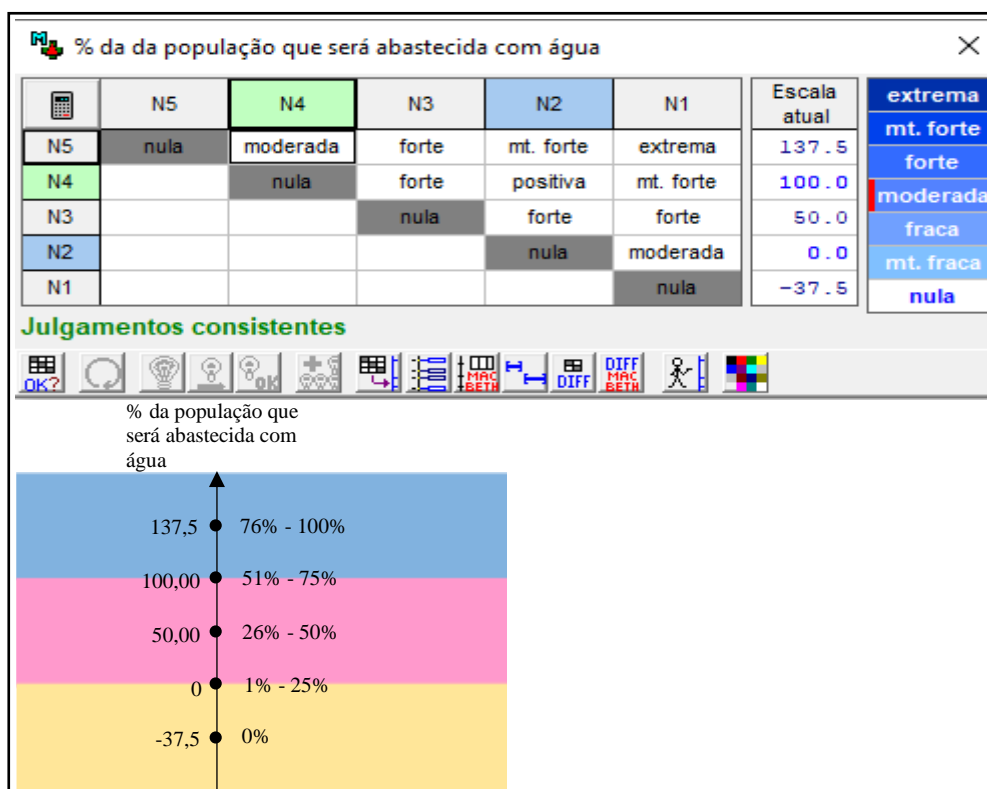 % da da população que será abastecida com água
N5 N4 N3 N2 N1 Escala atual
N5 nula moderada forte mt. forte extrema 137.5
N4 nula forte positiva mt. forte 100.0
N3 nula forte forte 50.0
N2 nula moderada 0.0
N1 nula -37.5
extrema
mt. forte
forte
moderada
fraca
mt. fraca
nula
Julgamentos consistentes
OK? OK MAC BETH DIFF DIFF MAC BETH
% da população que
será abastecida com
água
137,5 76% - 100%
100,00 51% - 75%
50,00 26% - 50%
0 1% - 25%
-37,5 0%